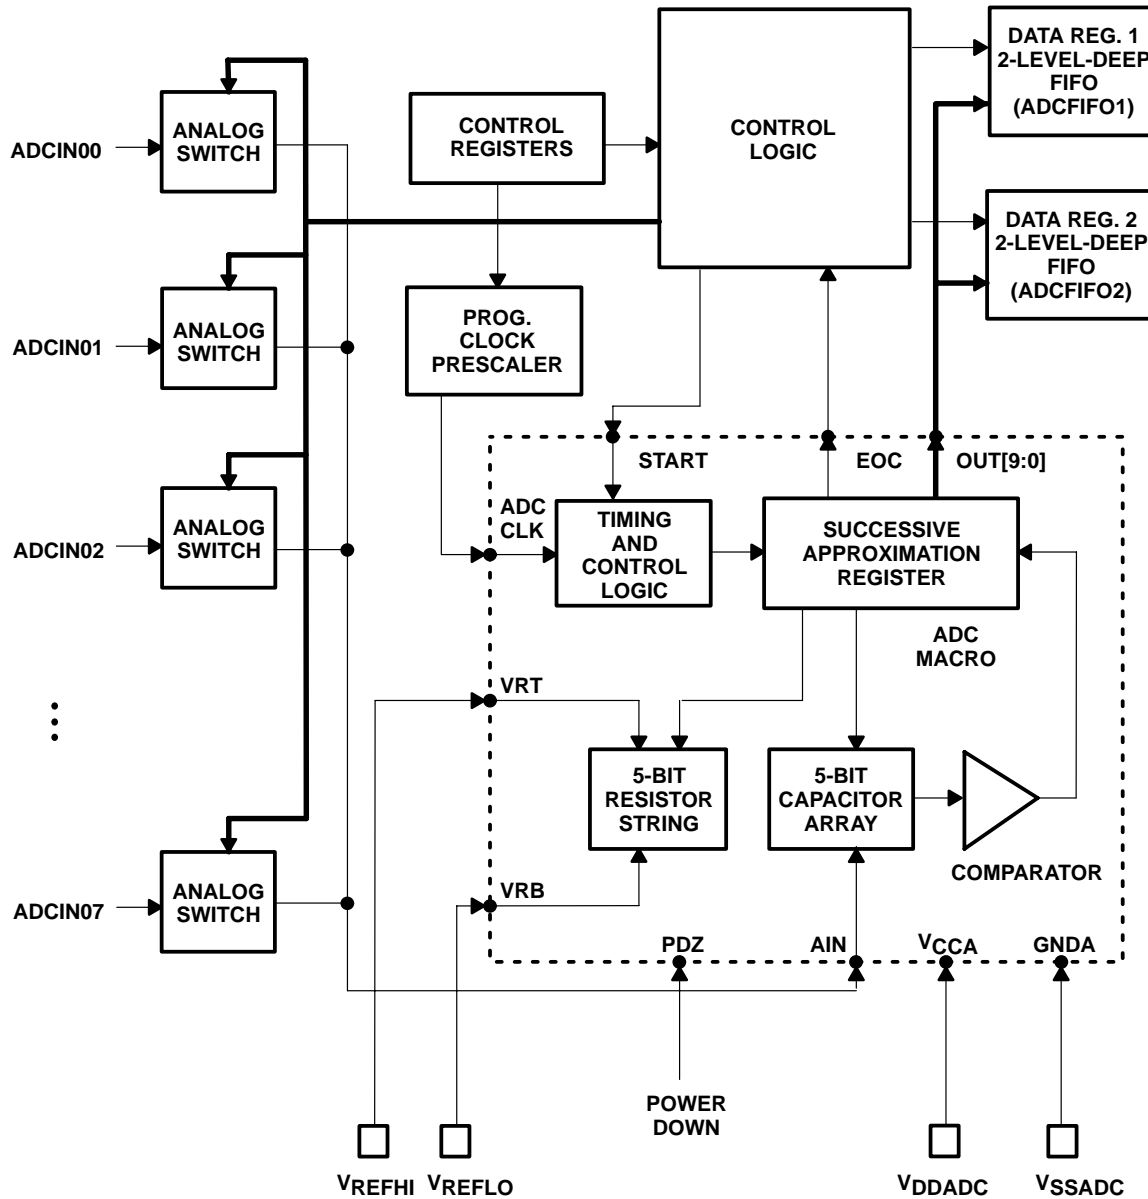 DATA REG. 1
2-LEVEL-DEEP
FIFO
(ADCFIFO1)
ANALOG
SWITCH
ADCIN00
CONTROL
REGISTERS
CONTROL
LOGIC
DATA REG. 2
2-LEVEL-DEEP
FIFO
(ADCFIFO2)
ANALOG
SWITCH
ADCIN01
PROG.
CLOCK
PRESCALER
START
EOC
OUT[9:0]
ANALOG
SWITCH
ADCIN02
ADC
CLK
TIMING
AND
CONTROL
LOGIC
SUCCESSIVE
APPROXIMATION
REGISTER
ADC
MACRO
VRT
5-BIT
RESISTOR
STRING
5-BIT
CAPACITOR
ARRAY
COMPARATOR
ANALOG
SWITCH
ADCIN07
VRB
PDZ
AIN
VCCA
GNDA
POWER
DOWN
VREFHI
VREFLO
VDDADC
VSSADC